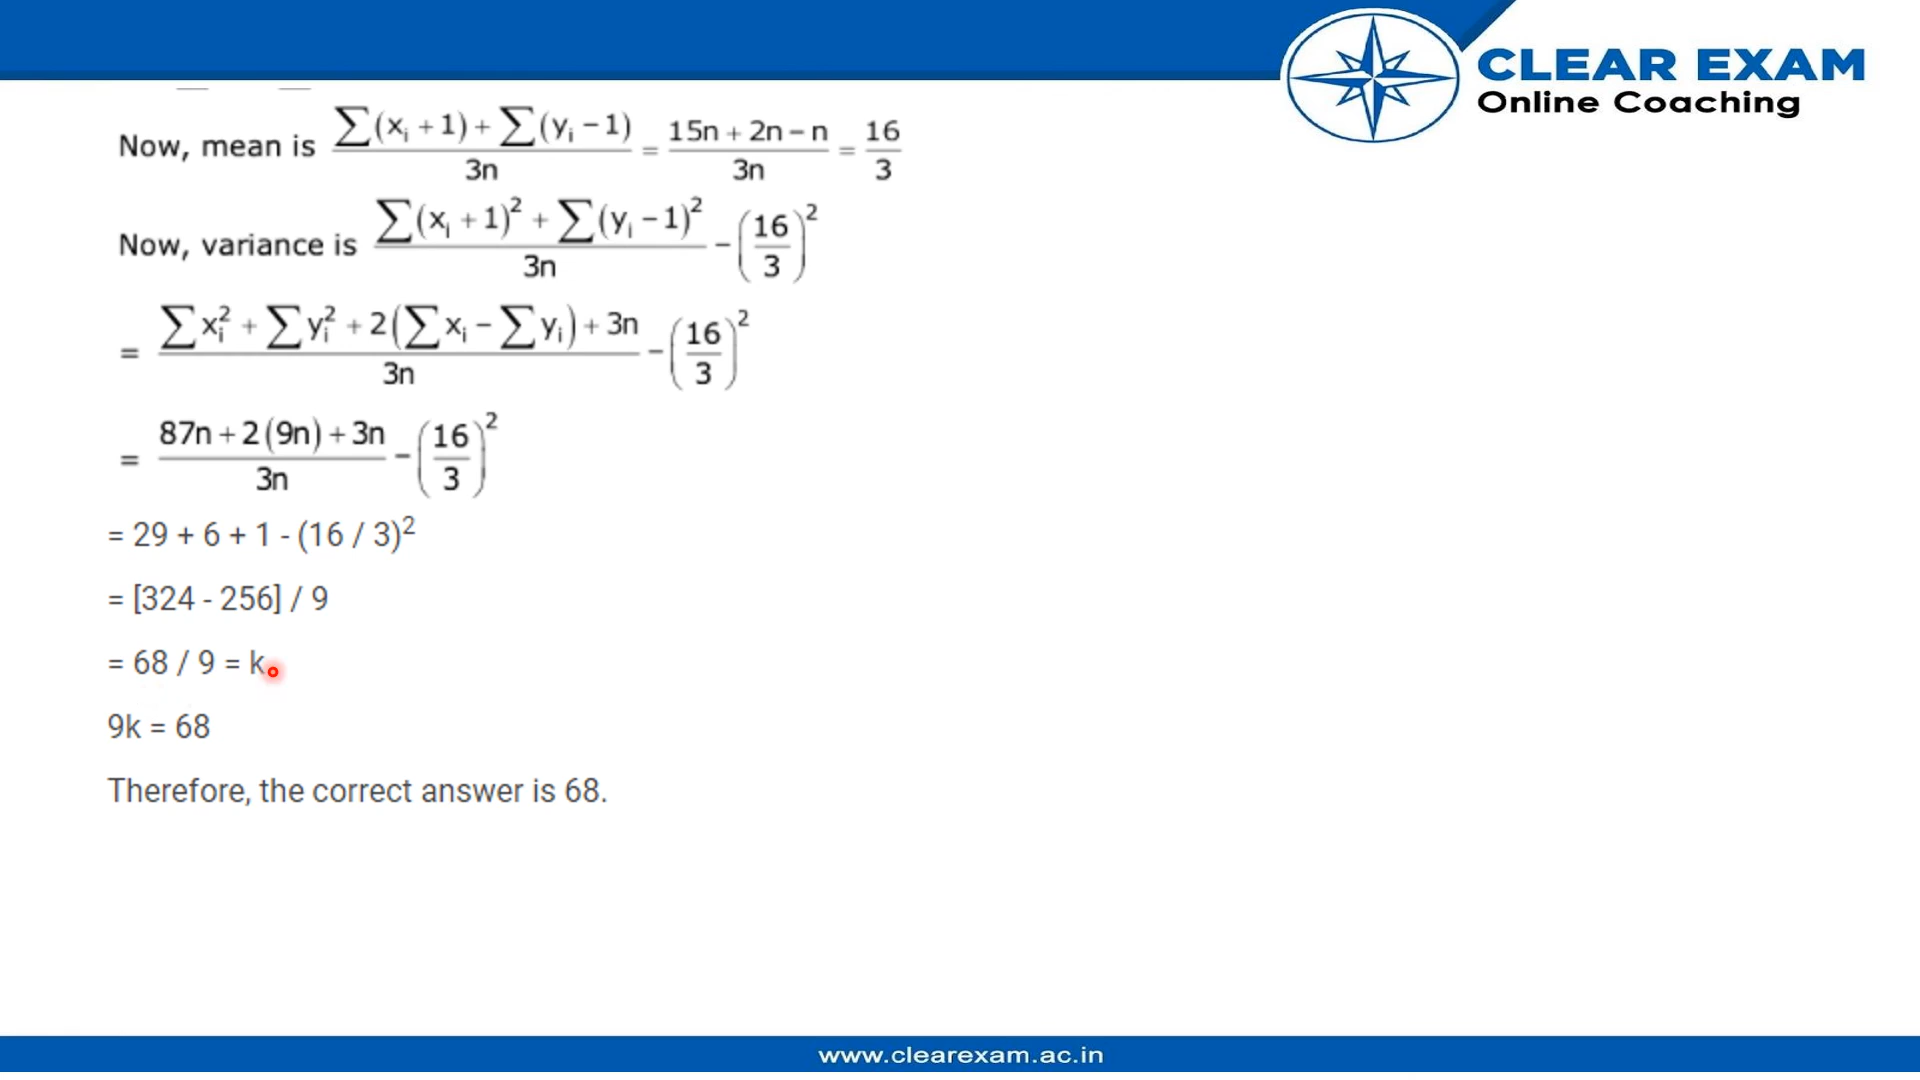 CLEAR EXAM
Online Coaching
Now, mean is (∑(xᵢ + 1) + ∑(yᵢ − 1)) / 3n = (15n + 2n − n) / 3n = 16 / 3
Now, variance is (∑(xᵢ + 1)² + ∑(yᵢ − 1)²) / 3n − (16 / 3)²
= (∑xᵢ² + ∑yᵢ² + 2(∑xᵢ − ∑yᵢ) + 3n) / 3n − (16 / 3)²
= (87n + 2(9n) + 3n) / 3n − (16 / 3)²
= 29 + 6 + 1 - (16 / 3)²
= [324 - 256] / 9
= 68 / 9 = k
9k = 68
Therefore, the correct answer is 68.
www.clearexam.ac.in